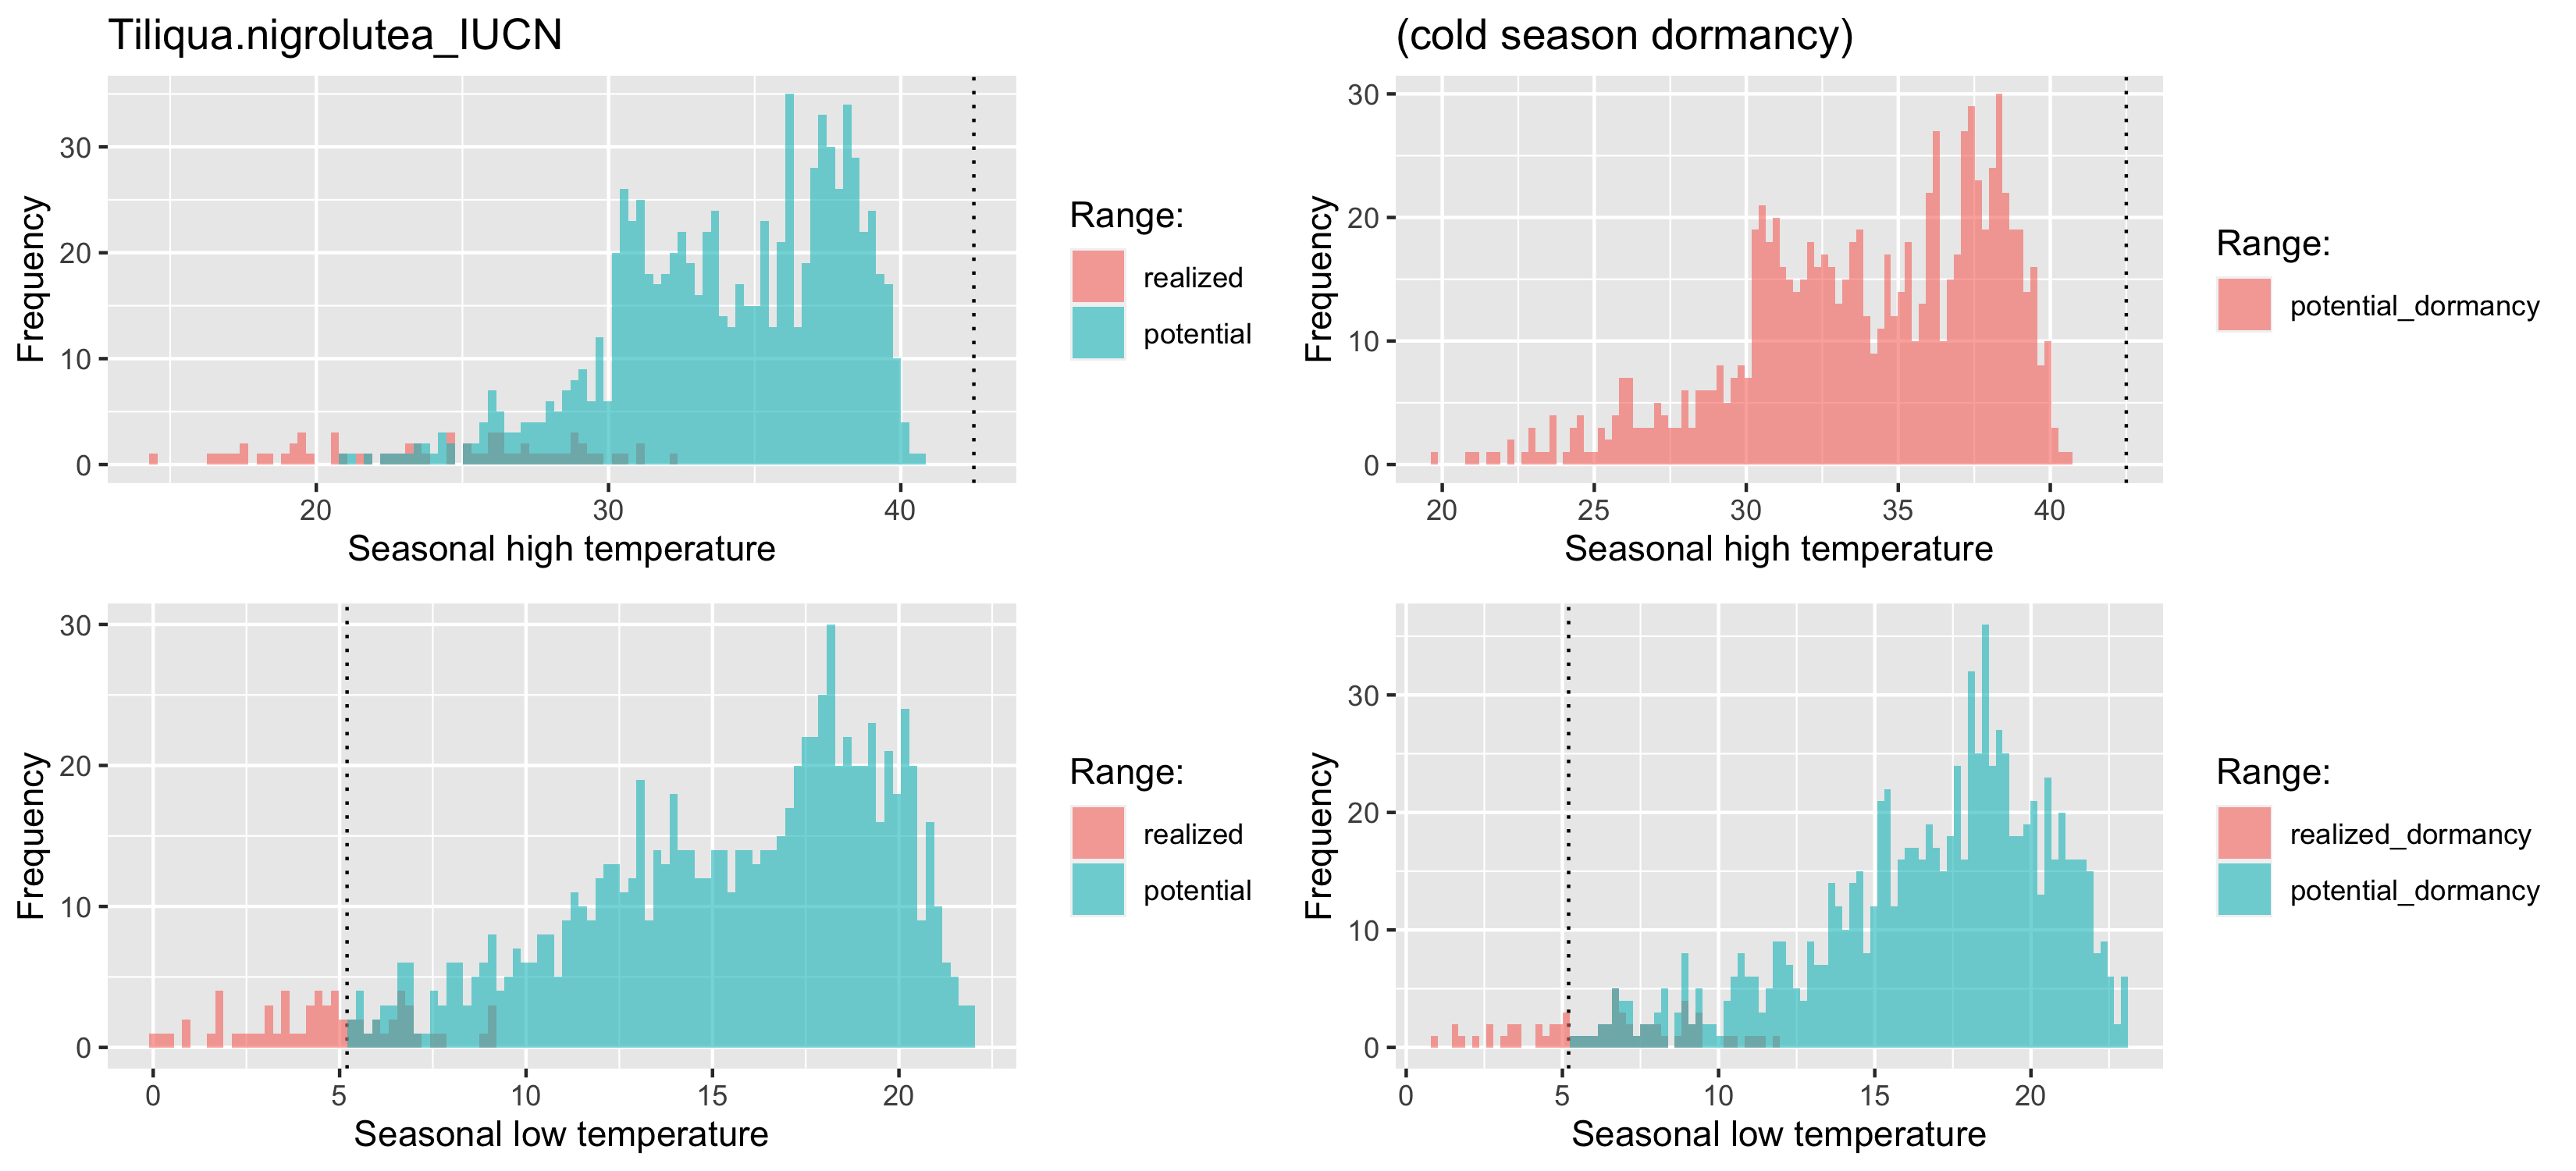 Tiliqua.nigrolutea_IUCN
Frequency
30
20
10
0
20 30 40
Seasonal high temperature
Range:
realized
potential
(cold season dormancy)
Frequency
30
20
10
0
20 25 30 35 40
Seasonal high temperature
Range:
potential_dormancy
Frequency
30
20
10
0
0 5 10 15 20
Seasonal low temperature
Range:
realized
potential
Frequency
30
20
10
0
0 5 10 15 20
Seasonal low temperature
Range:
realized_dormancy
potential_dormancy